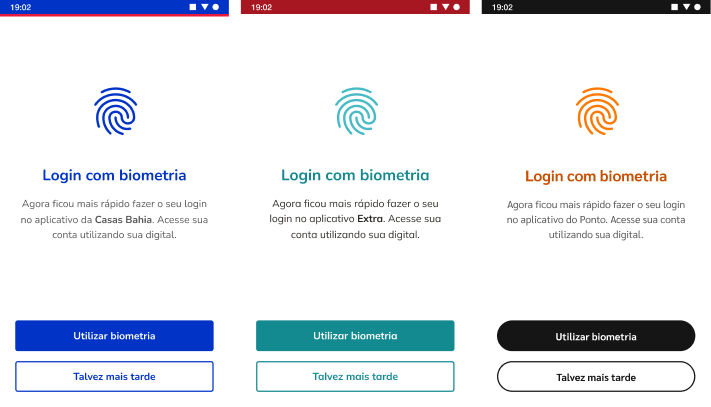 19:02
Login com biometria
Agora ficou mais rápido fazer o seu login
no aplicativo da Casas Bahia. Acesse sua
conta utilizando sua digital.
Utilizar biometria
Talvez mais tarde
19:02
Login com biometria
Agora ficou mais rápido fazer o seu
login no aplicativo Extra. Acesse sua
conta utilizando sua digital.
Utilizar biometria
Talvez mais tarde
19:02
Login com biometria
Agora ficou mais rápido fazer o seu login
no aplicativo do Ponto. Acesse sua conta
utilizando sua digital.
Utilizar biometria
Talvez mais tarde